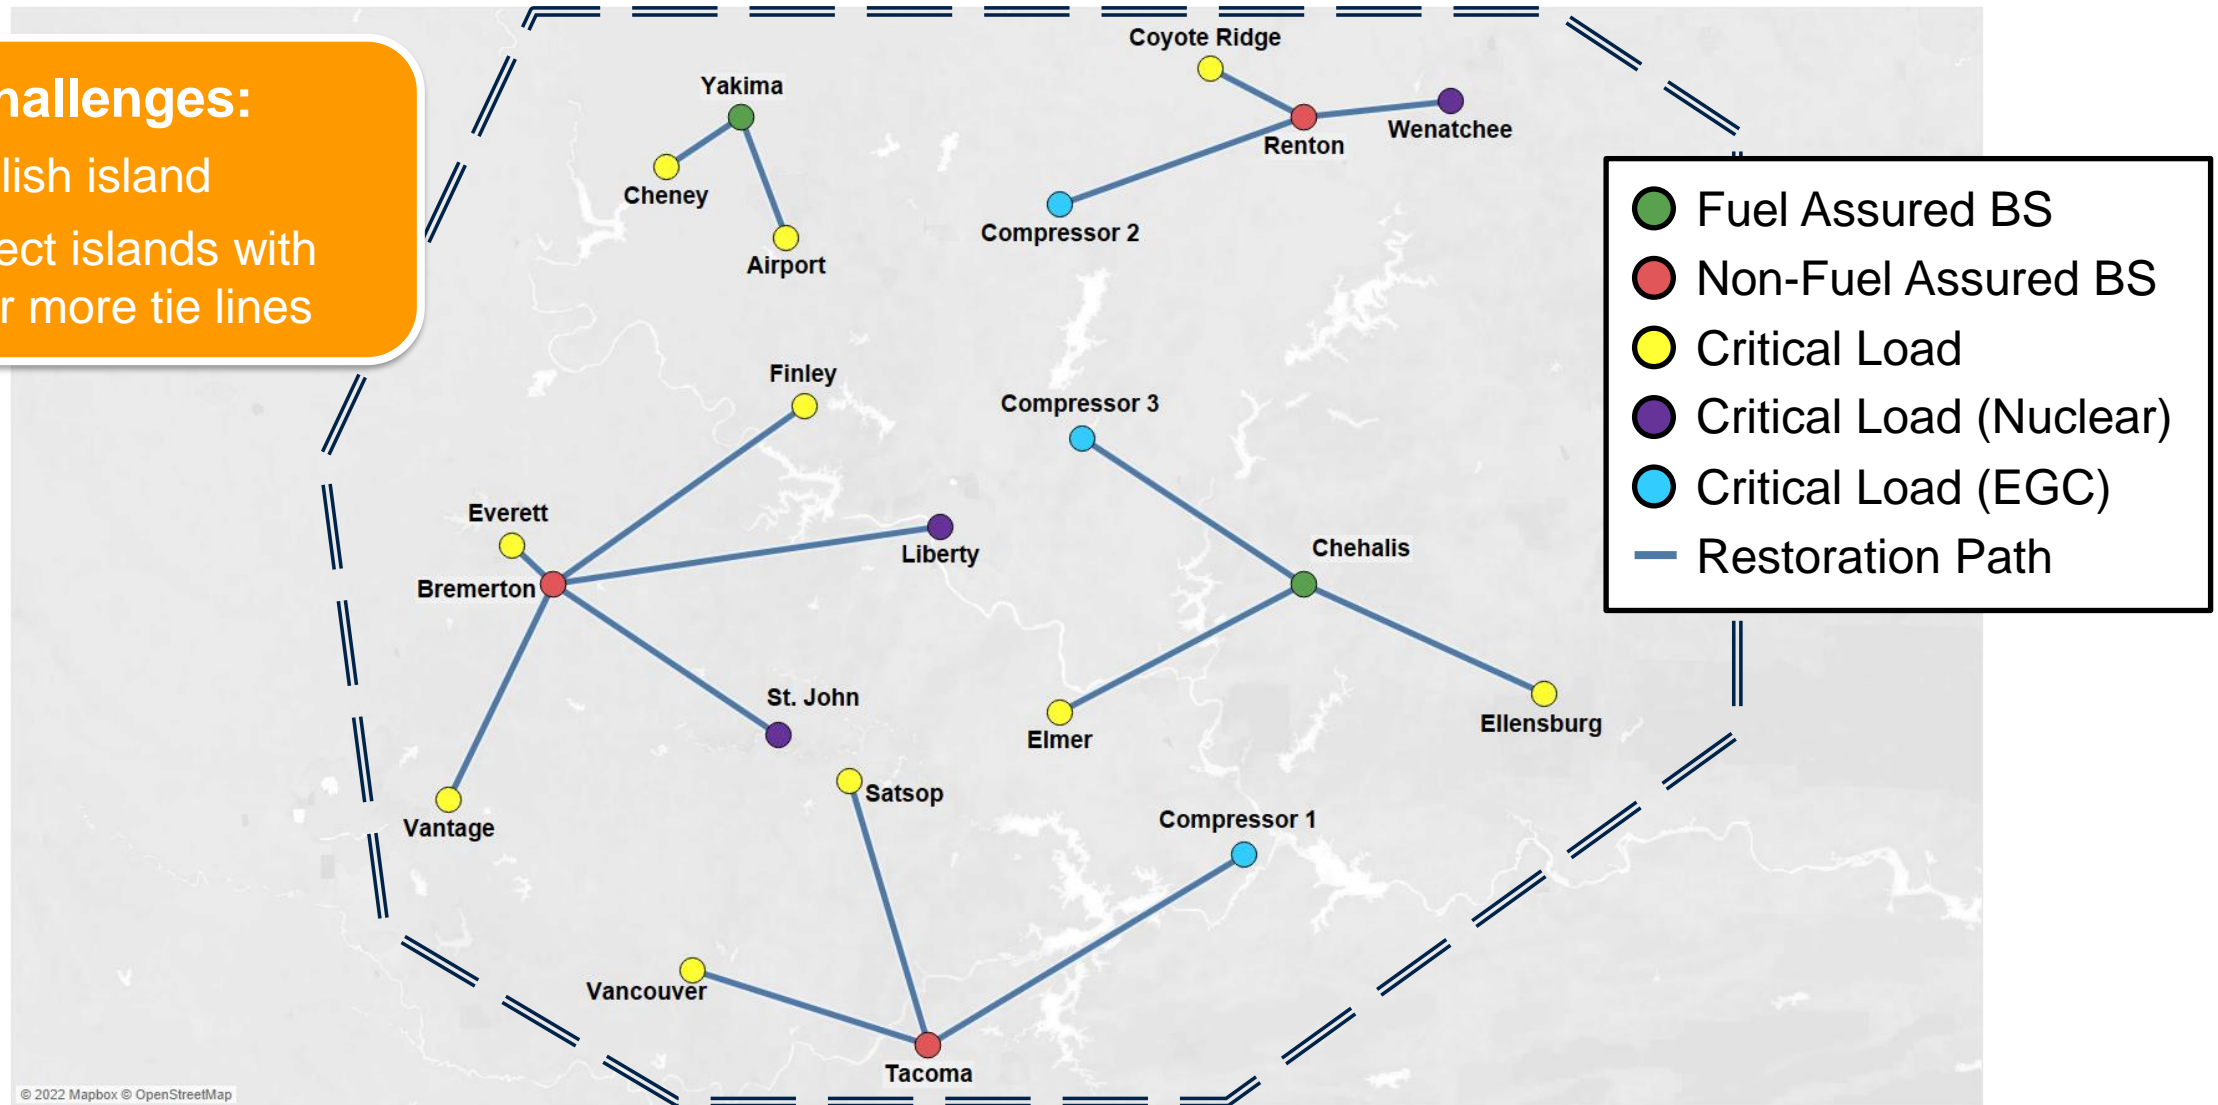 hallenges:
lish island
ect islands with
r more tie lines
Coyote Ridge
Yakima
Wenatchee
Renton
Cheney
Compressor 2
Airport
Fuel Assured BS
Non-Fuel Assured BS
Critical Load
Critical Load (Nuclear)
Critical Load (EGC)
Restoration Path
Finley
Compressor 3
Everett
Liberty
Chehalis
Bremerton
St. John
Elmer
Ellensburg
Satsop
Vantage
Compressor 1
Vancouver
Tacoma
© 2022 Mapbox © OpenStreetMap